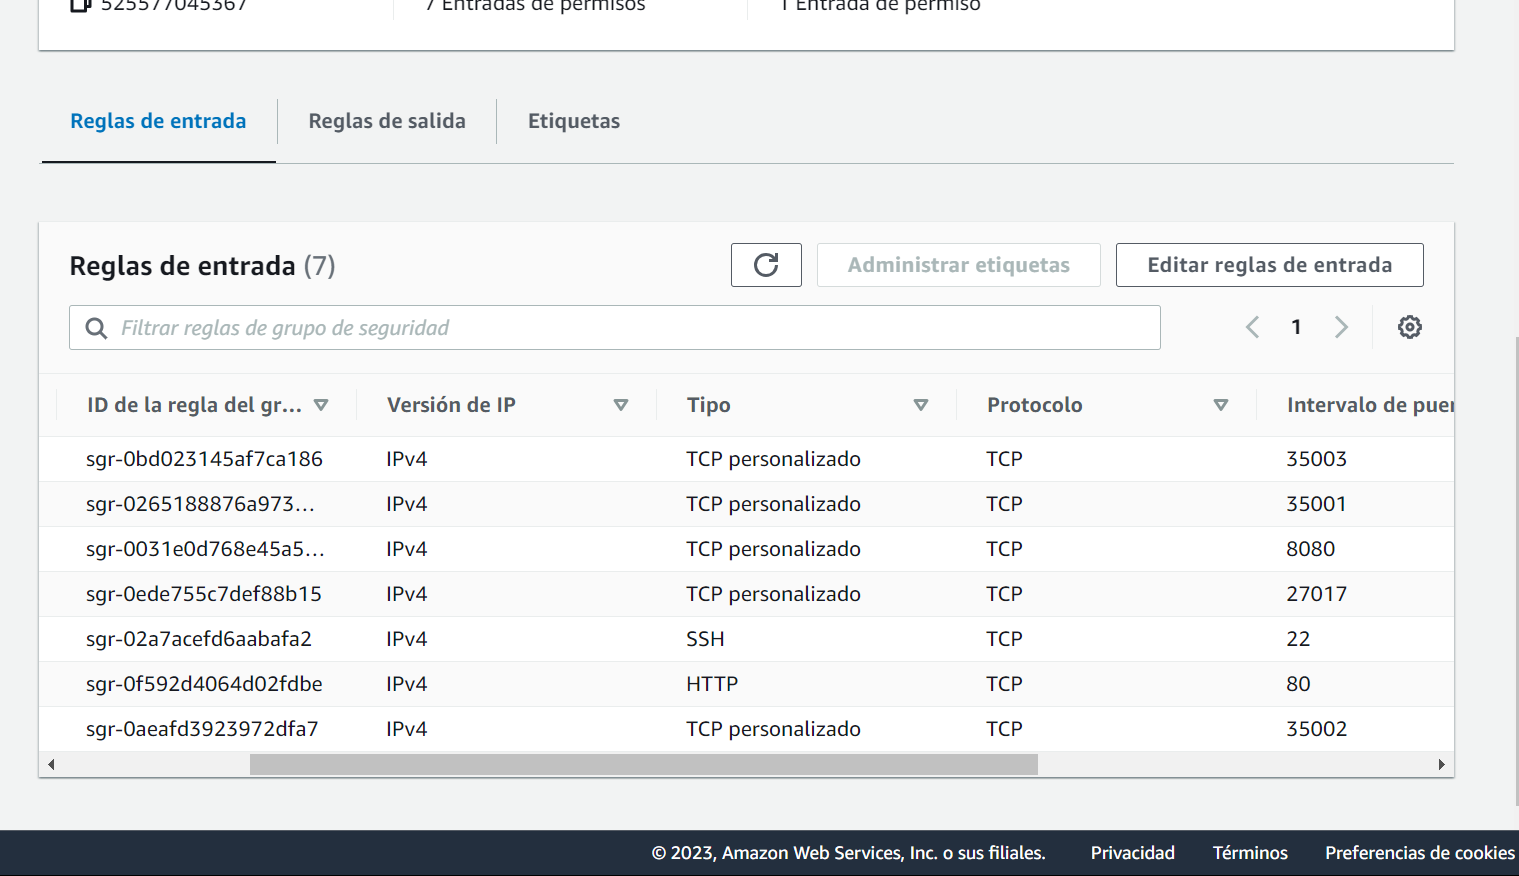 525577045367 7 Entradas de permisos 1 Entrada de permiso
Reglas de entrada Reglas de salida Etiquetas
Reglas de entrada (7) Administrar etiquetas Editar reglas de entrada
Filtrar reglas de grupo de seguridad 1
ID de la regla del gr... Versión de IP Tipo Protocolo Intervalo de puer
sgr-0bd023145af7ca186 IPv4 TCP personalizado TCP 35003
sgr-0265188876a973... IPv4 TCP personalizado TCP 35001
sgr-0031e0d768e45a5... IPv4 TCP personalizado TCP 8080
sgr-0ede755c7def88b15 IPv4 TCP personalizado TCP 27017
sgr-02a7acefd6aabafa2 IPv4 SSH TCP 22
sgr-0f592d4064d02fdbe IPv4 HTTP TCP 80
sgr-0aeafd3923972dfa7 IPv4 TCP personalizado TCP 35002
© 2023, Amazon Web Services, Inc. o sus filiales. Privacidad Términos Preferencias de cookies